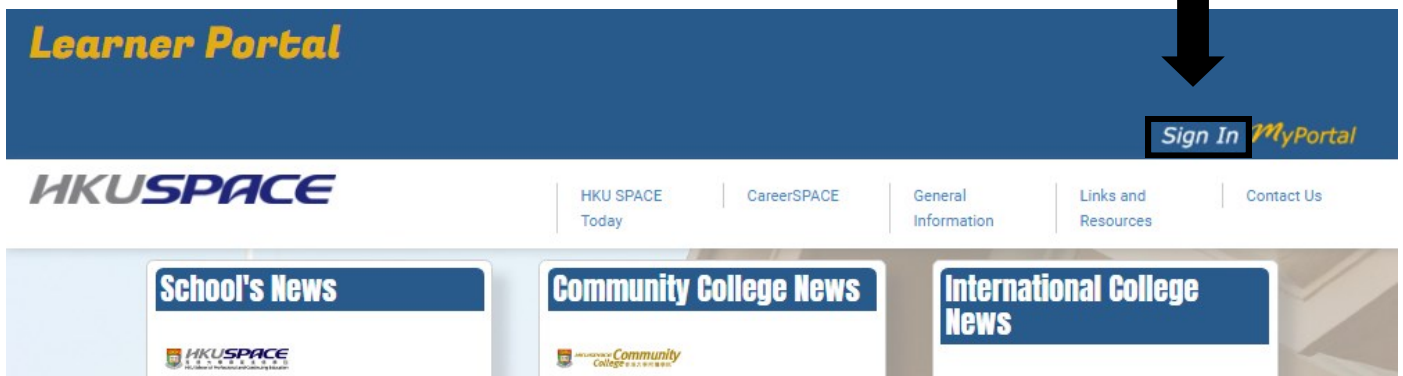 Learner Portal
Sign In MyPortal
HKUSPACE
HKU SPACE
Today
CareerSPACE
General
Information
Links and
Resources
Contact Us
School's News
HKUSPACE
Community College News
HKUSPACE Community
College
International College
News